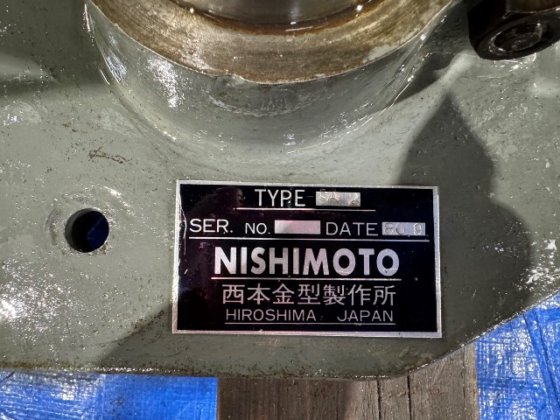 TYPE
SER. NO. DATE
NISHIMOTO
西本金型製作所
HIROSHIMA JAPAN